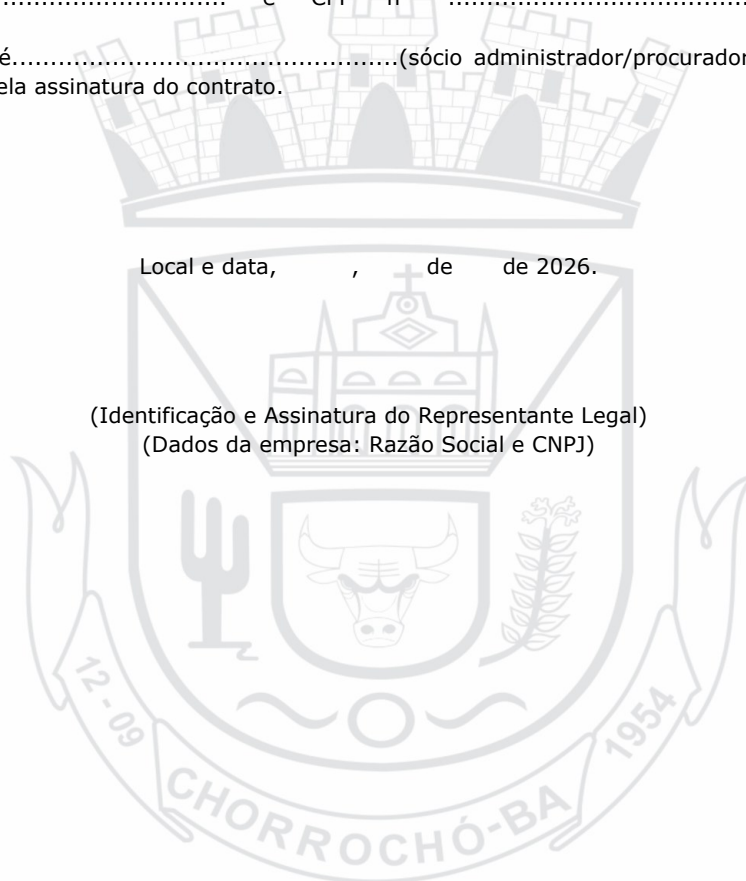 ............................ e CPF nº ......................................
é.................................................(sócio administrador/procurador
ela assinatura do contrato.
Local e data, , de de 2026.
(Identificação e Assinatura do Representante Legal)
(Dados da empresa: Razão Social e CNPJ)
12 - 09
1954
CHORROCHÓ-BA